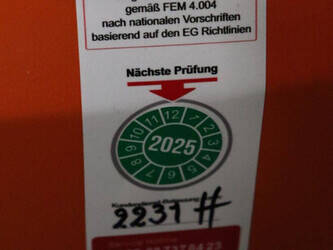 gemäß FEM 4.004
nach nationalen Vorschriften
basierend auf den EG Richtlinien
Nächste Prüfung
12 1 2 3 4 5 6 7 8 9 10 11
2025
2231 #